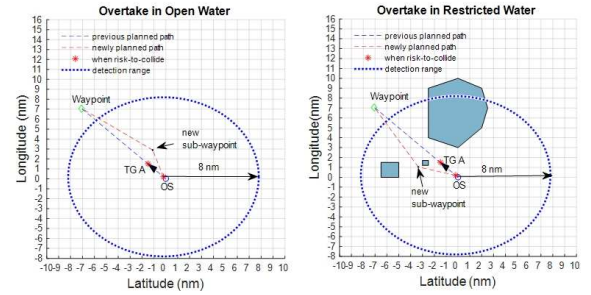 Overtake in Open Water
16
15
14
13
12
11
10
9
8
7
6
5
4
3
2
1
0
-1
-2
-3
-4
-5
-6
-7
-8
previous planned path
newly planned path
when risk-to-collide
detection range
Waypoint
new
sub-waypoint
TG A
8 nm
OS
-10-9 -8 -7 -6 -5 -4 -3 -2 -1 0 1 2 3 4 5 6 7 8 9 10
Latitude (nm)
Longitude (nm)
Overtake in Restricted Water
16
15
14
13
12
11
10
9
8
7
6
5
4
3
2
1
0
-1
-2
-3
-4
-5
-6
-7
-8
previous planned path
newly planned path
when risk-to-collide
detection range
Waypoint
TG A
8 nm
OS
new
sub-waypoint
-10-9 -8 -7 -6 -5 -4 -3 -2 -1 0 1 2 3 4 5 6 7 8 9 10
Latitude (nm)
Longitude(nm)